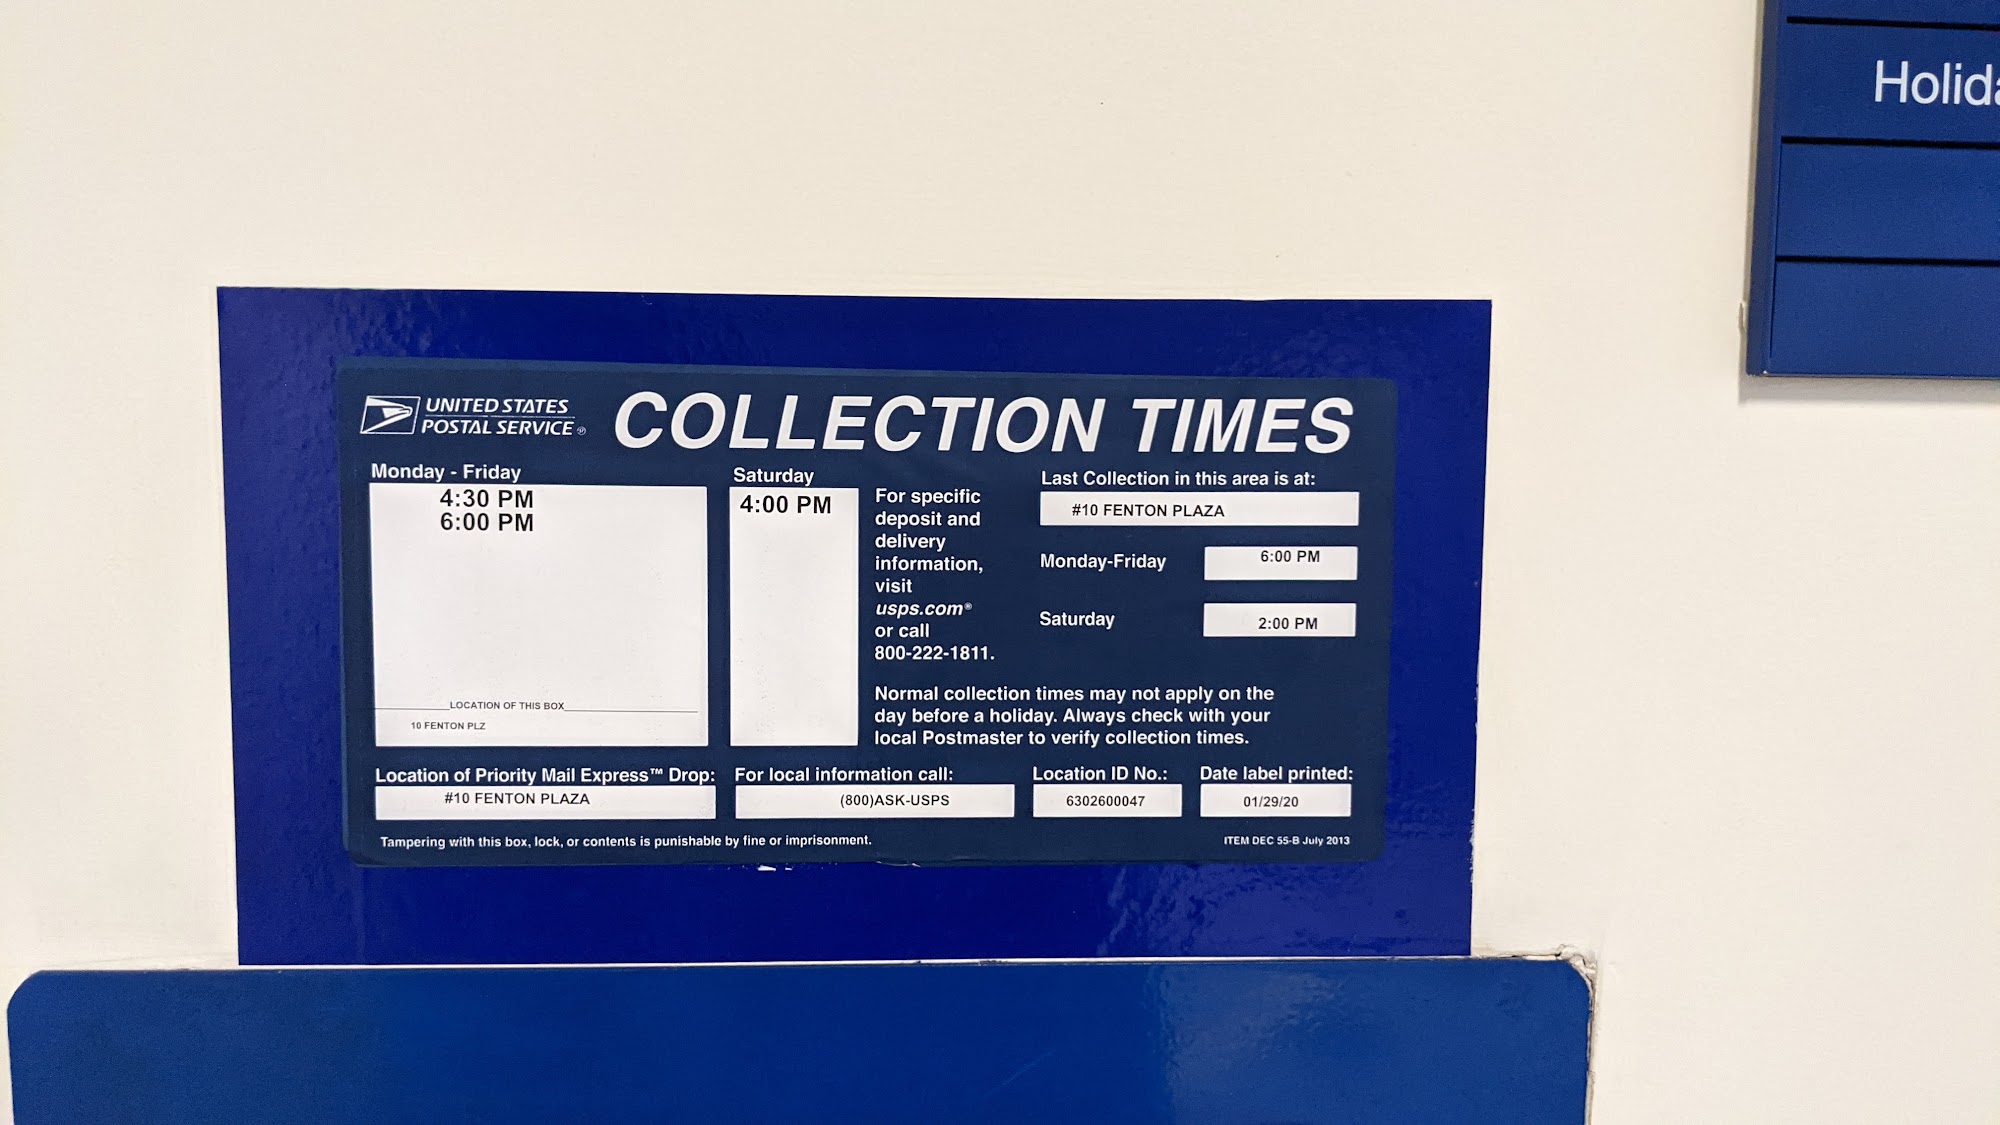 Holida
UNITED STATES
POSTAL SERVICE®
COLLECTION TIMES
Monday - Friday
4:30 PM
6:00 PM
LOCATION OF THIS BOX
10 FENTON PLZ
Saturday
4:00 PM
For specific
deposit and
delivery
information,
visit
usps.com®
or call
800-222-1811.
Last Collection in this area is at:
#10 FENTON PLAZA
Monday-Friday 6:00 PM
Saturday 2:00 PM
Normal collection times may not apply on the
day before a holiday. Always check with your
local Postmaster to verify collection times.
Location of Priority Mail Express™ Drop:
#10 FENTON PLAZA
For local information call:
(800)ASK-USPS
Location ID No.:
6302600047
Date label printed:
01/29/20
Tampering with this box, lock, or contents is punishable by fine or imprisonment.
ITEM DEC 55-B July 2013